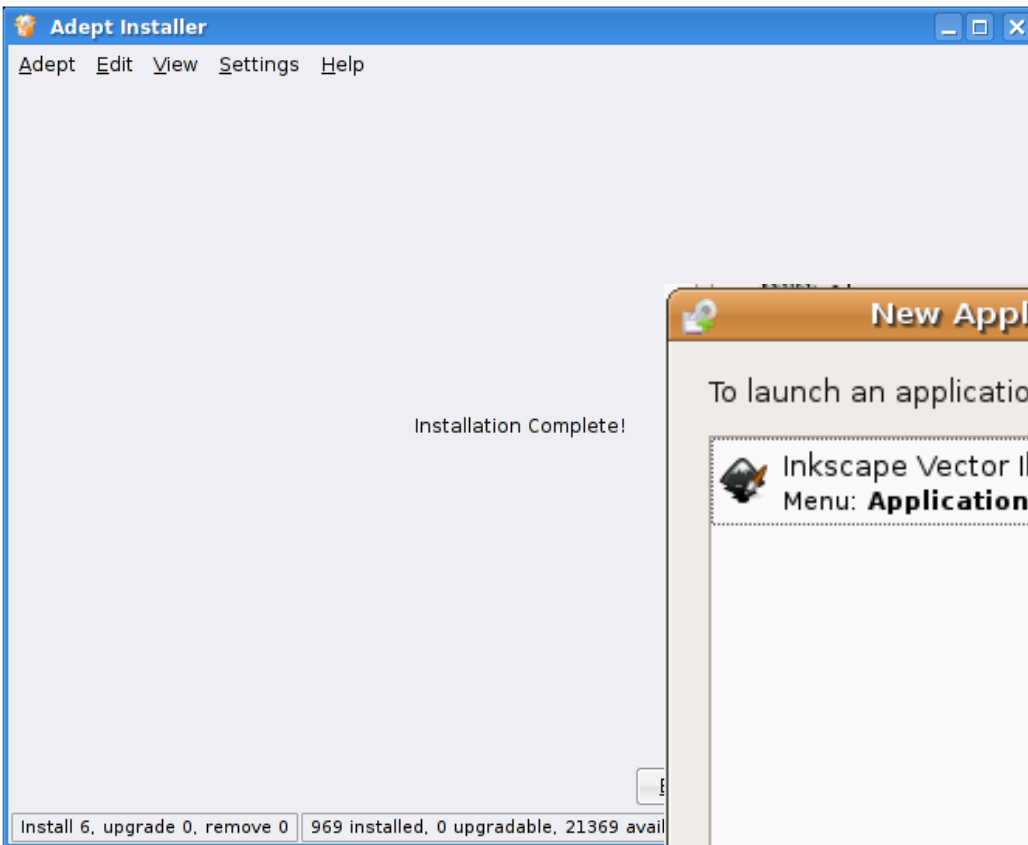 Adept Installer
Adept Edit View Settings Help
New Appl
To launch an applicatio
Installation Complete!
Inkscape Vector Il
Menu: Application
Install 6, upgrade 0, remove 0 969 installed, 0 upgradable, 21369 avail